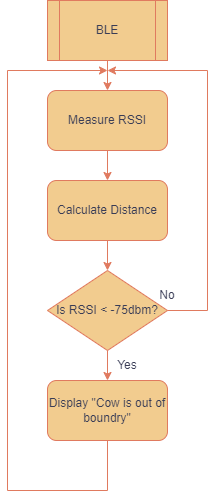 BLE
Measure RSSI
Calculate Distance
Is RSSI < -75dbm?
No
Yes
Display "Cow is out of
boundry"